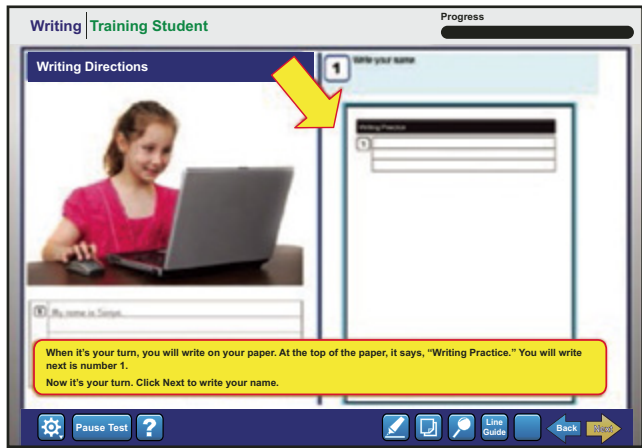 Writing Training Student
Progress
Writing Directions
1 Write your name
Writing Practice
1
S My name is Sonya.
When it's your turn, you will write on your paper. At the top of the paper, it says, “Writing Practice.” You will write
next is number 1.
Now it's your turn. Click Next to write your name.
Pause Test
?
Line
Guide
Back
Next